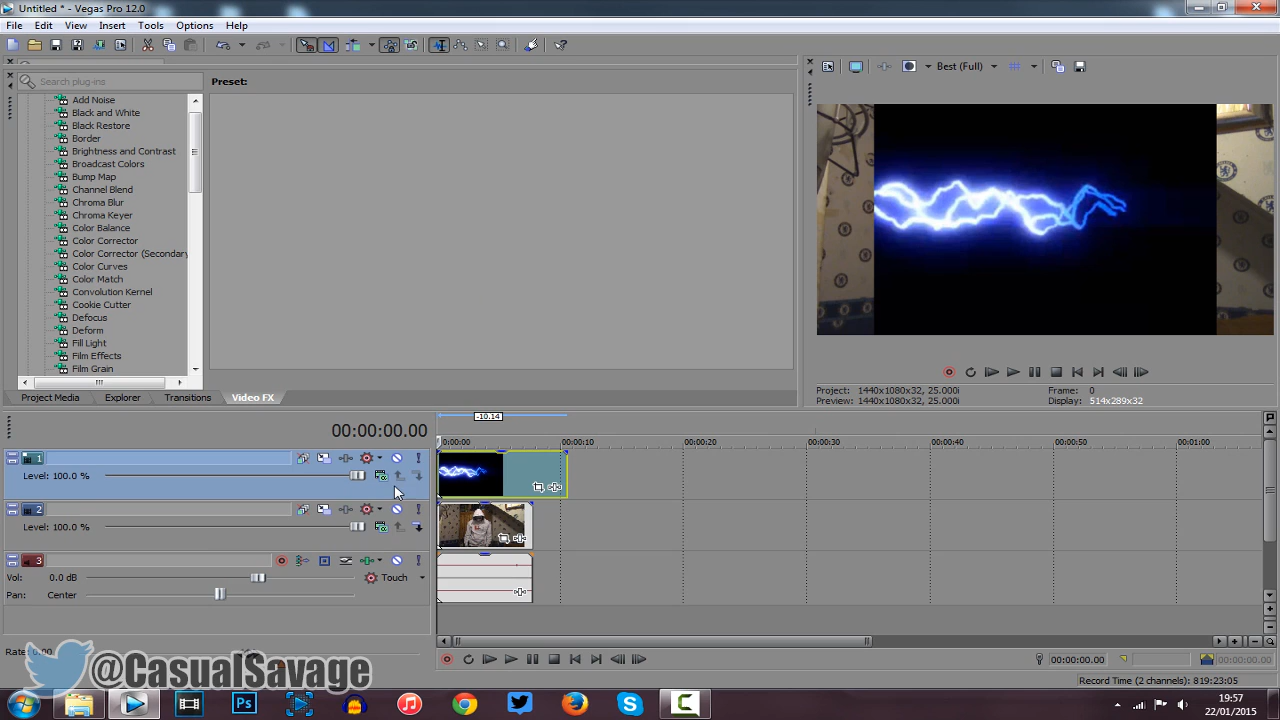 Untitled * - Vegas Pro 12.0
File Edit View Insert Tools Options Help
Search plug-ins
Preset:
Best (Full)
Add Noise
Black and White
Black Restore
Border
Brightness and Contrast
Broadcast Colors
Bump Map
Channel Blend
Chroma Blur
Chroma Keyer
Color Balance
Color Corrector
Color Corrector (Secondary
Color Curves
Color Match
Convolution Kernel
Cookie Cutter
Defocus
Deform
Fill Light
Film Effects
Film Grain
Project Media Explorer Transitions Video FX
Project: 1440x1080x32, 25.000i Frame: 0
Preview: 1440x1080x32, 25.000i Display: 514x289x32
-10.14
00:00:00.00
0:00:00 00:00:10 00:00:20 00:00:30 00:00:40 00:00:50 00:01:00
1
Level: 100.0 %
2
Level: 100.0 %
3
Vol: 0.0 dB Touch
Pan: Center
Rate: 0.00
@CasualSavage
00:00:00.00 00:00:00.00
Record Time (2 channels): 819:23:05
Ps
19:57
22/01/2015